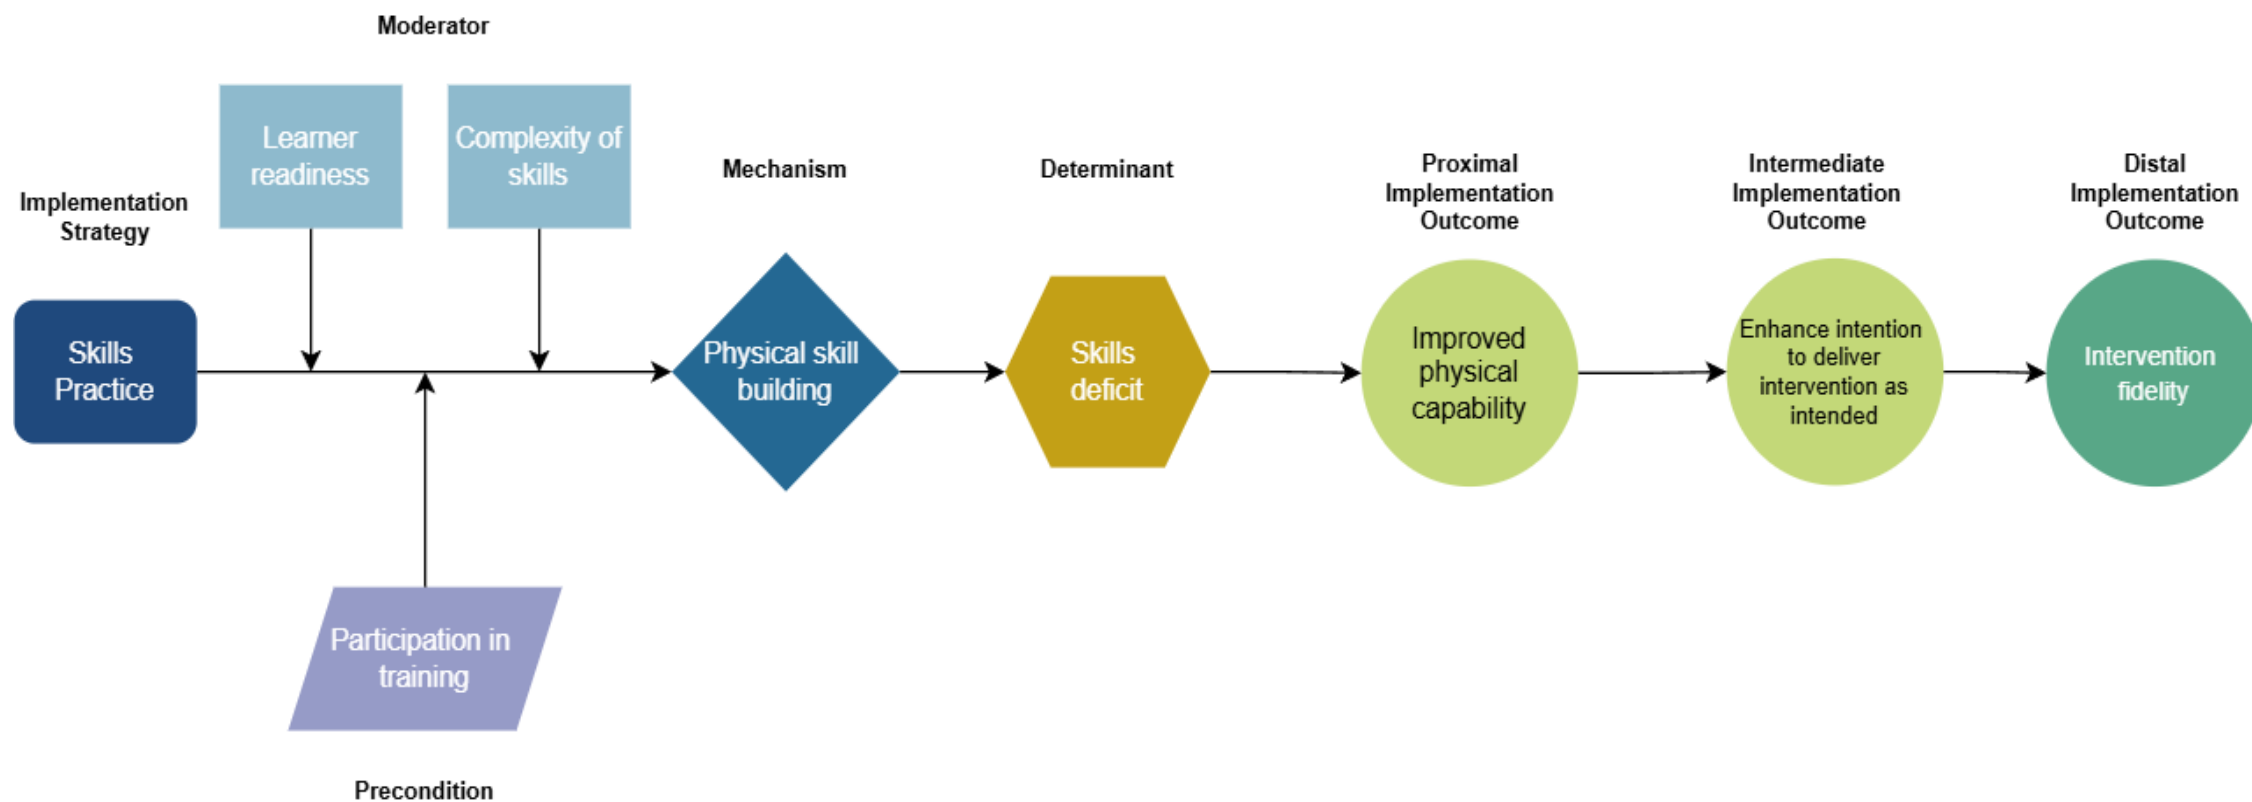 Moderator
Learner
readiness
Complexity of
skills
Implementation
Strategy
Mechanism
Determinant
Proximal
Implementation
Outcome
Intermediate
Implementation
Outcome
Distal
Implementation
Outcome
Skills
Practice
Physical skill
building
Skills
deficit
Improved
physical
capability
Enhance intention
to deliver
intervention as
intended
Intervention
fidelity
Participation in
training
Precondition